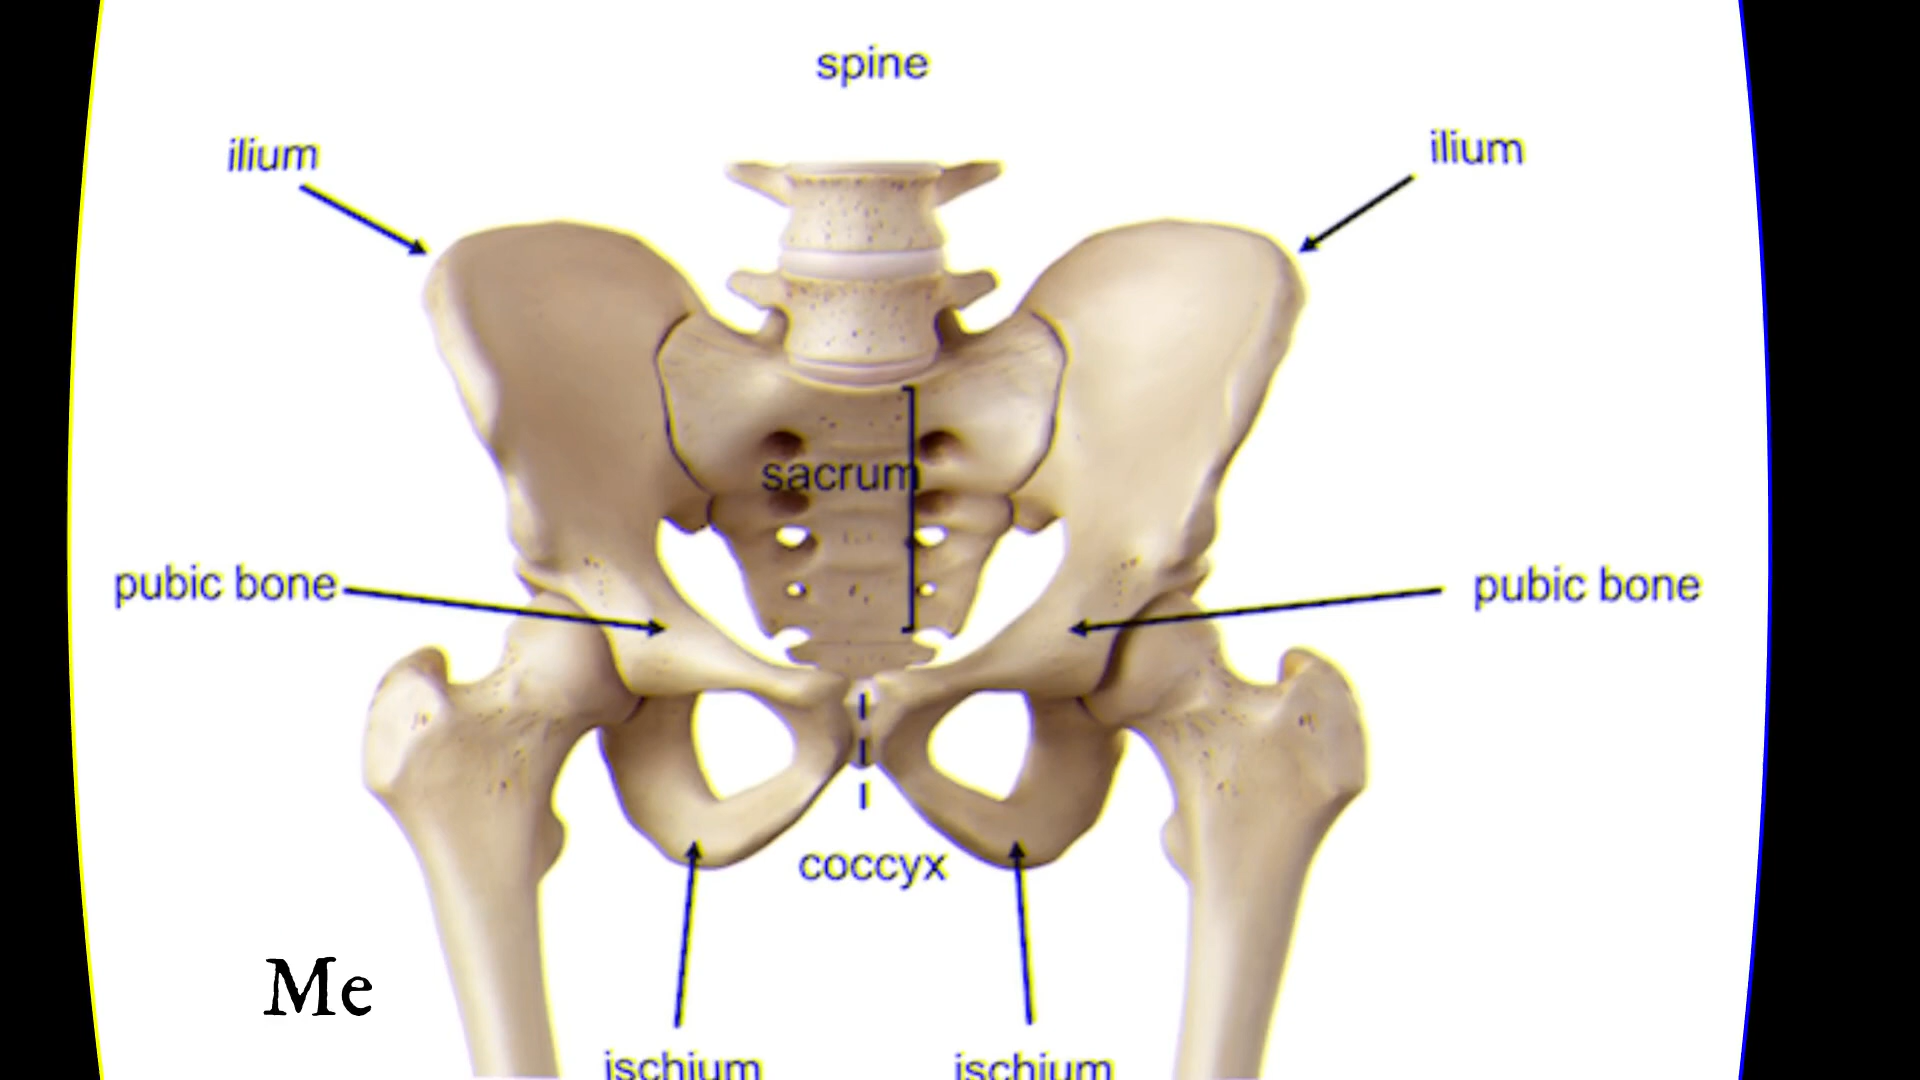 spine
ilium
ilium
sacrum
pubic bone
pubic bone
coccyx
Me
ischium
ischium